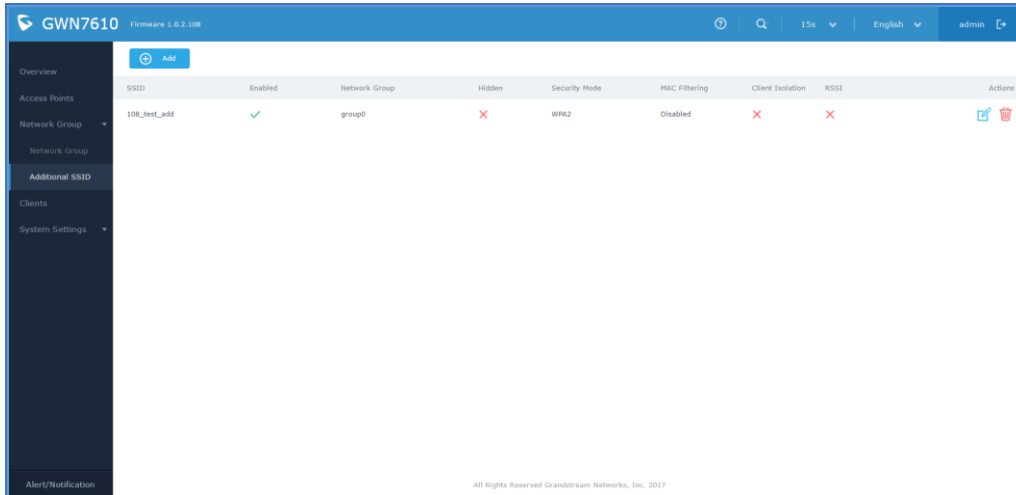 GWN7610 Firmware 1.0.2.108 15s English admin
Overview
Access Points
Network Group
Network Group
Additional SSID
Clients
System Settings
Alert/Notification
Add
SSID Enabled Network Group Hidden Security Mode MAC Filtering Client Isolation RSSI Actions
108_test_add group0 WPA2 Disabled
All Rights Reserved Grandstream Networks, Inc. 2017